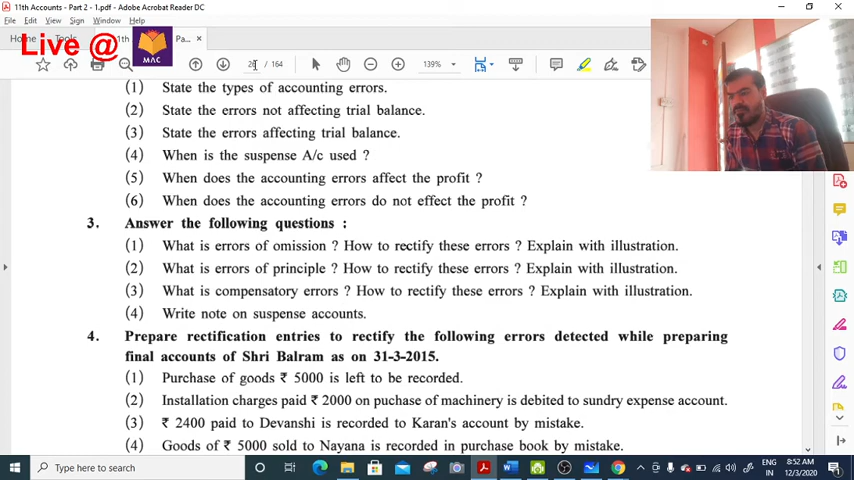 11th Accounts - Part 2 - 1.pdf - Adobe Acrobat Reader DC
File Edit View Sign Window Help
Home Tools 11th Pa... ×
Live @
MAC
/ 164
139%
(1) State the types of accounting errors.
(2) State the errors not affecting trial balance.
(3) State the errors affecting trial balance.
(4) When is the suspense A/c used ?
(5) When does the accounting errors affect the profit ?
(6) When does the accounting errors do not effect the profit ?
3. Answer the following questions :
(1) What is errors of omission ? How to rectify these errors ? Explain with illustration.
(2) What is errors of principle ? How to rectify these errors ? Explain with illustration.
(3) What is compensatory errors ? How to rectify these errors ? Explain with illustration.
(4) Write note on suspense accounts.
4. Prepare rectification entries to rectify the following errors detected while preparing
final accounts of Shri Balram as on 31-3-2015.
(1) Purchase of goods ₹ 5000 is left to be recorded.
(2) Installation charges paid ₹ 2000 on puchase of machinery is debited to sundry expense account.
(3) ₹ 2400 paid to Devanshi is recorded to Karan's account by mistake.
(4) Goods of ₹ 5000 sold to Nayana is recorded in purchase book by mistake.
Type here to search
ENG
IN
8:52 AM
12/3/2020